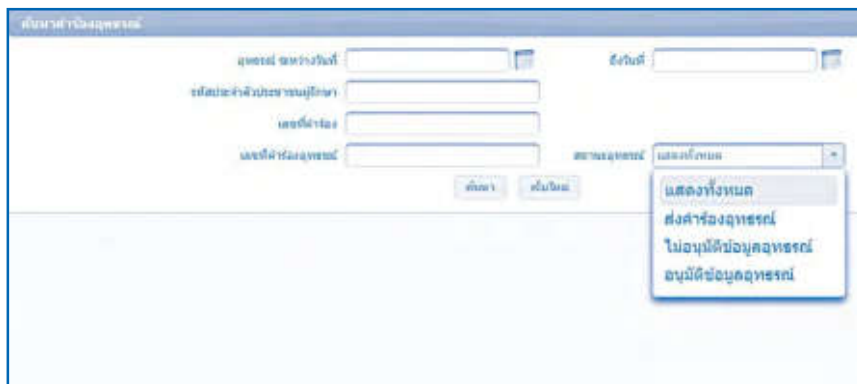 ค้นหาคำร้องอุทธรณ์
อุทธรณ์ ระหว่างวันที่ ถึงวันที่
รหัสประจำตัวประชาชนผู้รักษา
เลขที่คำร้อง
เลขที่คำร้องอุทธรณ์ สถานะอุทธรณ์ แสดงทั้งหมด
ค้นหา เริ่มใหม่
แสดงทั้งหมด
ส่งคำร้องอุทธรณ์
ไม่อนุมัติข้อมูลอุทธรณ์
อนุมัติข้อมูลอุทธรณ์